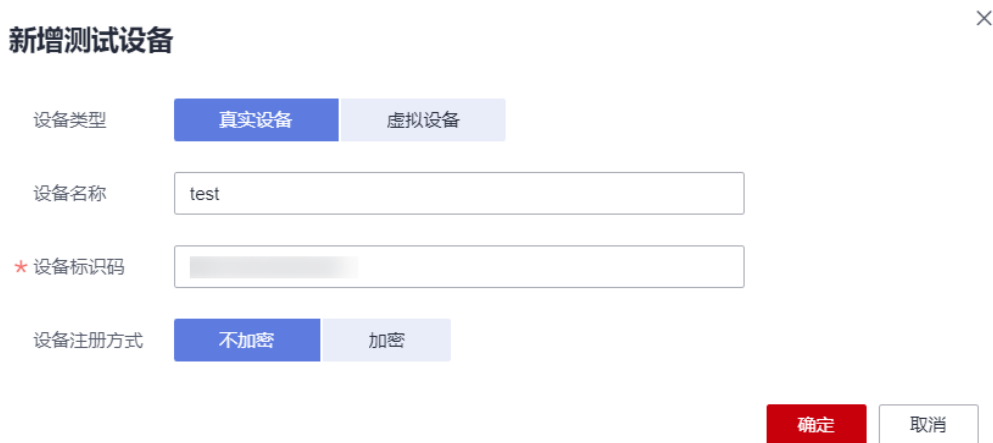 新增测试设备
设备类型 真实设备 虚拟设备
设备名称 test
* 设备标识码
设备注册方式 不加密 加密
确定 取消